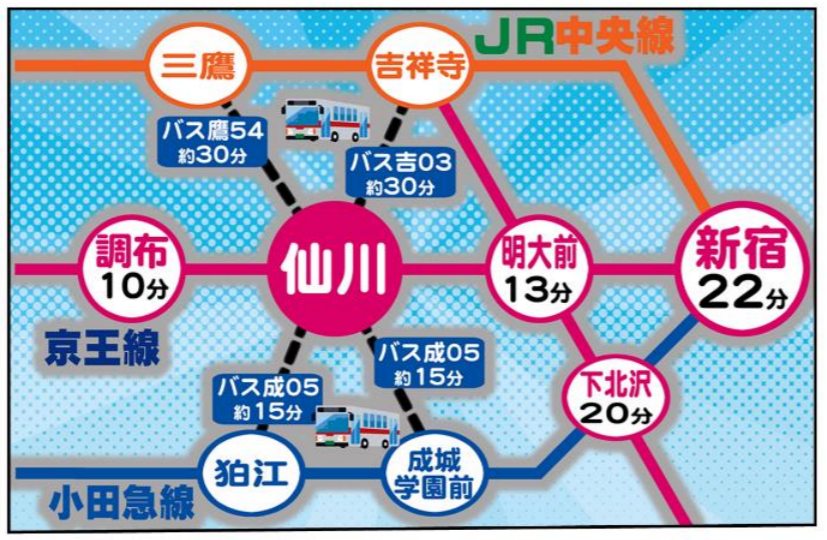 JR中央線
三鷹
吉祥寺
バス鷹54
約30分
バス吉03
約30分
調布
10分
仙川
明大前
13分
新宿
22分
京王線
バス成05
約15分
バス成05
約15分
下北沢
20分
狛江
成城
学園前
小田急線